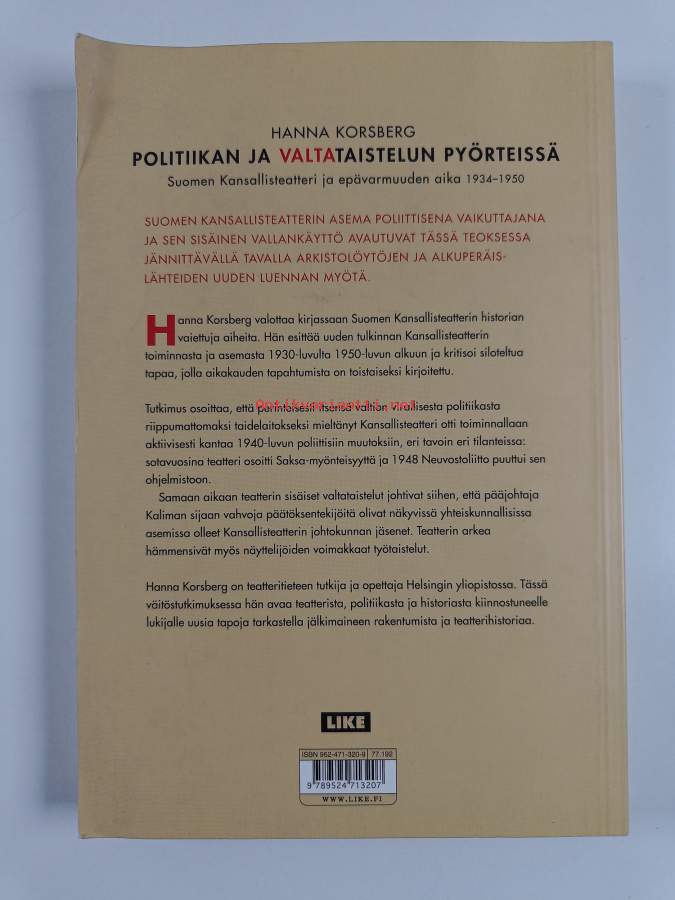 HANNA KORSBERG
POLITIIKAN JA VALTATAISTELUN PYÖRTEISSÄ
Suomen Kansallisteatteri ja epävarmuuden aika 1934–1950
SUOMEN KANSALLISTEATTERIN ASEMA POLIITTISENA VAIKUTTAJANA
JA SEN SISÄINEN VALLANKÄYTTÖ AVAUTUVAT TÄSSÄ TEOKSESSA
JÄNNITTÄVÄLLÄ TAVALLA ARKISTOLÖYTÖJEN JA ALKUPERÄIS-
LÄHTEIDEN UUDEN LUENNAN MYÖTÄ.
Hanna Korsberg valottaa kirjassaan Suomen Kansallisteatterin historian
vaiettuja aiheita. Hän esittää uuden tulkinnan Kansallisteatterin
toiminnasta ja asemasta 1930-luvulta 1950-luvun alkuun ja kritisoi siloteltua
tapaa, jolla aikakauden tapahtumista on toistaiseksi kirjoitettu.
Antikvariaatti.net
Tutkimus osoittaa, että perinteisesti itsensä valtion virallisesta politiikasta
riippumattomaksi taidelaitokseksi mieltänyt Kansallisteatteri otti toiminnallaan
aktiivisesti kantaa 1940-luvun poliittisiin muutoksiin, eri tavoin eri tilanteissa:
sotavuosina teatteri osoitti Saksa-myönteisyyttä ja 1948 Neuvostoliitto puuttui sen
ohjelmistoon.
Samaan aikaan teatterin sisäiset valtataistelut johtivat siihen, että pääjohtaja
Kaliman sijaan vahvoja päätöksentekijöitä olivat näkyvissä yhteiskunnallisissa
asemissa olleet Kansallisteatterin johtokunnan jäsenet. Teatterin arkea
hämmensivät myös näyttelijöiden voimakkaat työtaistelut.
Hanna Korsberg on teatteritieteen tutkija ja opettaja Helsingin yliopistossa. Tässä
väitöstutkimuksessa hän avaa teatterista, politiikasta ja historiasta kiinnostuneelle
lukijalle uusia tapoja tarkastella jälkimaineen rakentumista ja teatterihistoriaa.
LIKE
ISBN 952-471-320-9 77.192
9 789524 713207
WWW.LIKE.FI